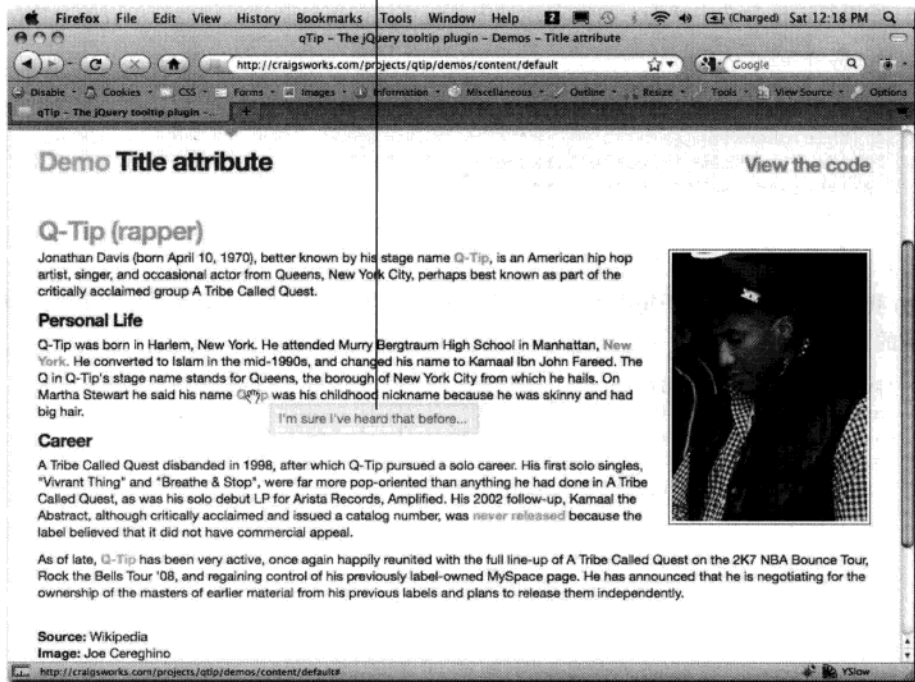 Firefox File Edit View History Bookmarks Tools Window Help (Charged) Sat 12:18 PM
qTip – The jQuery tooltip plugin – Demos – Title attribute
http://craigsworks.com/projects/qtip/demos/content/default Google
Disable Cookies CSS Forms Images Information Miscellaneous Outline Resize Tools View Source Options
qTip – The jQuery tooltip plugin –...
Demo Title attribute
View the code
Q-Tip (rapper)
Jonathan Davis (born April 10, 1970), better known by his stage name Q-Tip, is an American hip hop
artist, singer, and occasional actor from Queens, New York City, perhaps best known as part of the
critically acclaimed group A Tribe Called Quest.
Personal Life
Q-Tip was born in Harlem, New York. He attended Murry Bergtraum High School in Manhattan, New
York. He converted to Islam in the mid-1990s, and changed his name to Kamaal Ibn John Fareed. The
Q in Q-Tip's stage name stands for Queens, the borough of New York City from which he hails. On
Martha Stewart he said his name was his childhood nickname because he was skinny and had
big hair.
I'm sure I've heard that before...
Career
A Tribe Called Quest disbanded in 1998, after which Q-Tip pursued a solo career. His first solo singles,
"Vivrant Thing" and "Breathe & Stop", were far more pop-oriented than anything he had done in A Tribe
Called Quest, as was his solo debut LP for Arista Records, Amplified. His 2002 follow-up, Kamaal the
Abstract, although critically acclaimed and issued a catalog number, was never released because the
label believed that it did not have commercial appeal.
As of late, Q-Tip has been very active, once again happily reunited with the full line-up of A Tribe Called Quest on the 2K7 NBA Bounce Tour,
Rock the Bells Tour '08, and regaining control of his previously label-owned MySpace page. He has announced that he is negotiating for the
ownership of the masters of earlier material from his previous labels and plans to release them independently.
Source: Wikipedia
Image: Joe Cereghino
http://craigsworks.com/projects/qtip/demos/content/default# YSlow